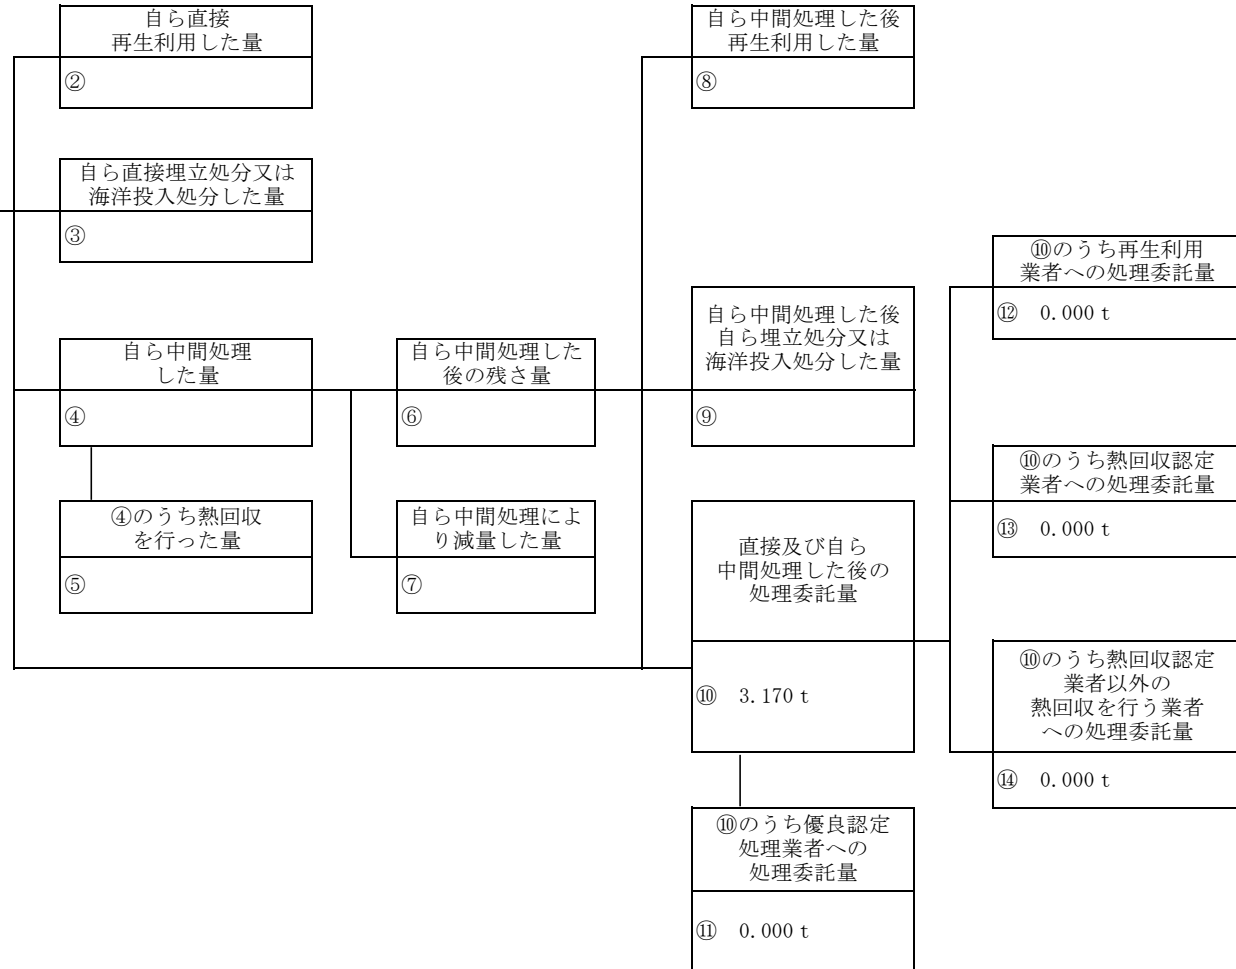 自ら直接
再生利用した量
②
自ら直接埋立処分又は
海洋投入処分した量
③
自ら中間処理
した量
④
④のうち熱回収
を行った量
⑤
自ら中間処理した
後の残さ量
⑥
自ら中間処理によ
り減量した量
⑦
自ら中間処理した後
再生利用した量
⑧
自ら中間処理した後
自ら埋立処分又は
海洋投入処分した量
⑨
直接及び自ら
中間処理した後の
処理委託量
⑩ 3.170 t
⑩のうち優良認定
処理業者への
処理委託量
⑪ 0.000 t
⑩のうち再生利用
業者への処理委託量
⑫ 0.000 t
⑩のうち熱回収認定
業者への処理委託量
⑬ 0.000 t
⑩のうち熱回収認定
業者以外の
熱回収を行う業者
への処理委託量
⑭ 0.000 t